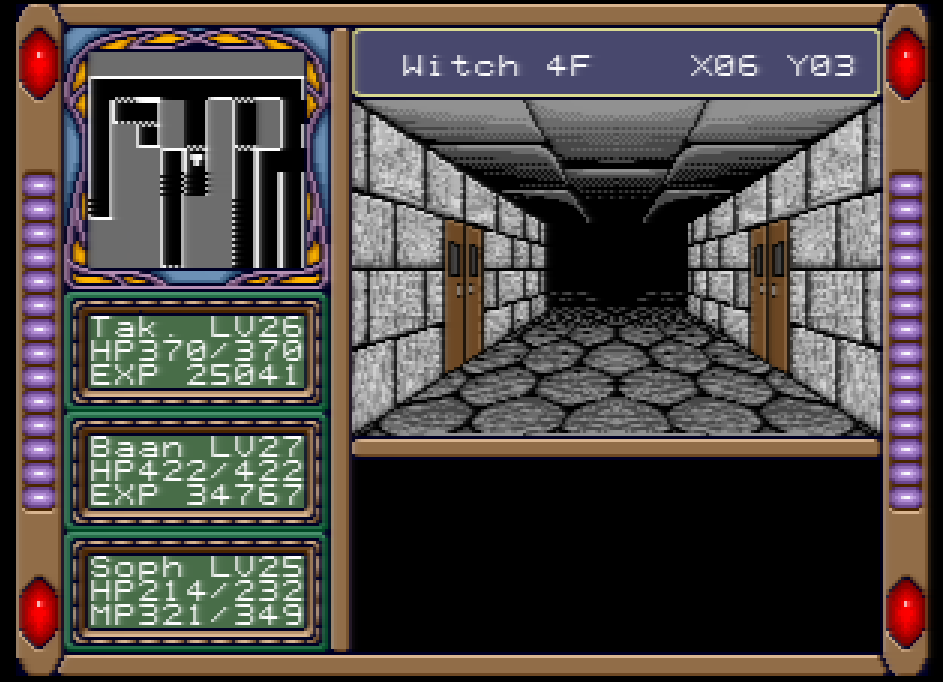 Witch 4F X06 Y03
Tak. LV26
HP370/370
EXP 25041
Baan LV27
HP422/422
EXP 34767
Soph LV25
HP214/232
MP321/349